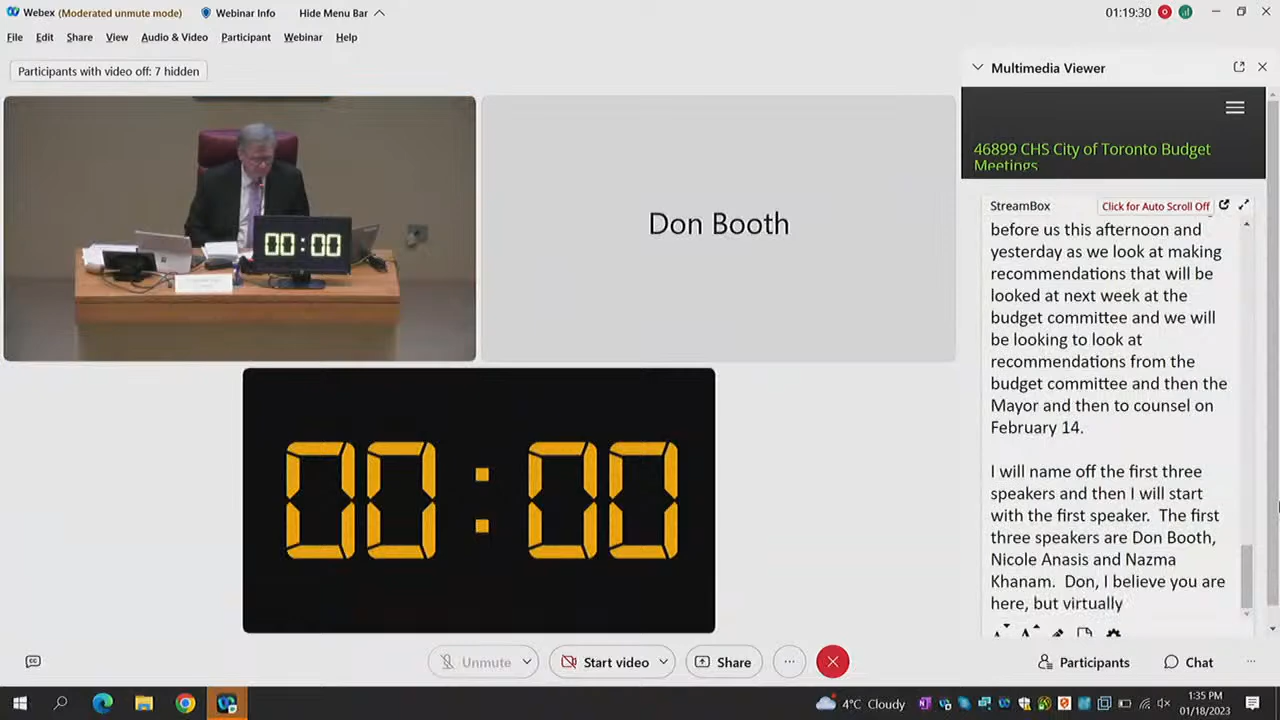 Webex (Moderated unmute mode) Webinar Info Hide Menu Bar 01:19:30
File Edit Share View Audio & Video Participant Webinar Help
Participants with video off: 7 hidden
Multimedia Viewer
46899 CHS City of Toronto Budget
Meetings
StreamBox Click for Auto Scroll Off
before us this afternoon and
yesterday as we look at making
recommendations that will be
looked at next week at the
budget committee and we will
be looking to look at
recommendations from the
budget committee and then the
Mayor and then to counsel on
February 14.
I will name off the first three
speakers and then I will start
with the first speaker. The first
three speakers are Don Booth,
Nicole Anasis and Nazma
Khanam. Don, I believe you are
here, but virtually
00:00
Don Booth
00:00
Unmute Start video Share
Participants Chat
4°C Cloudy
1:35 PM
01/18/2023